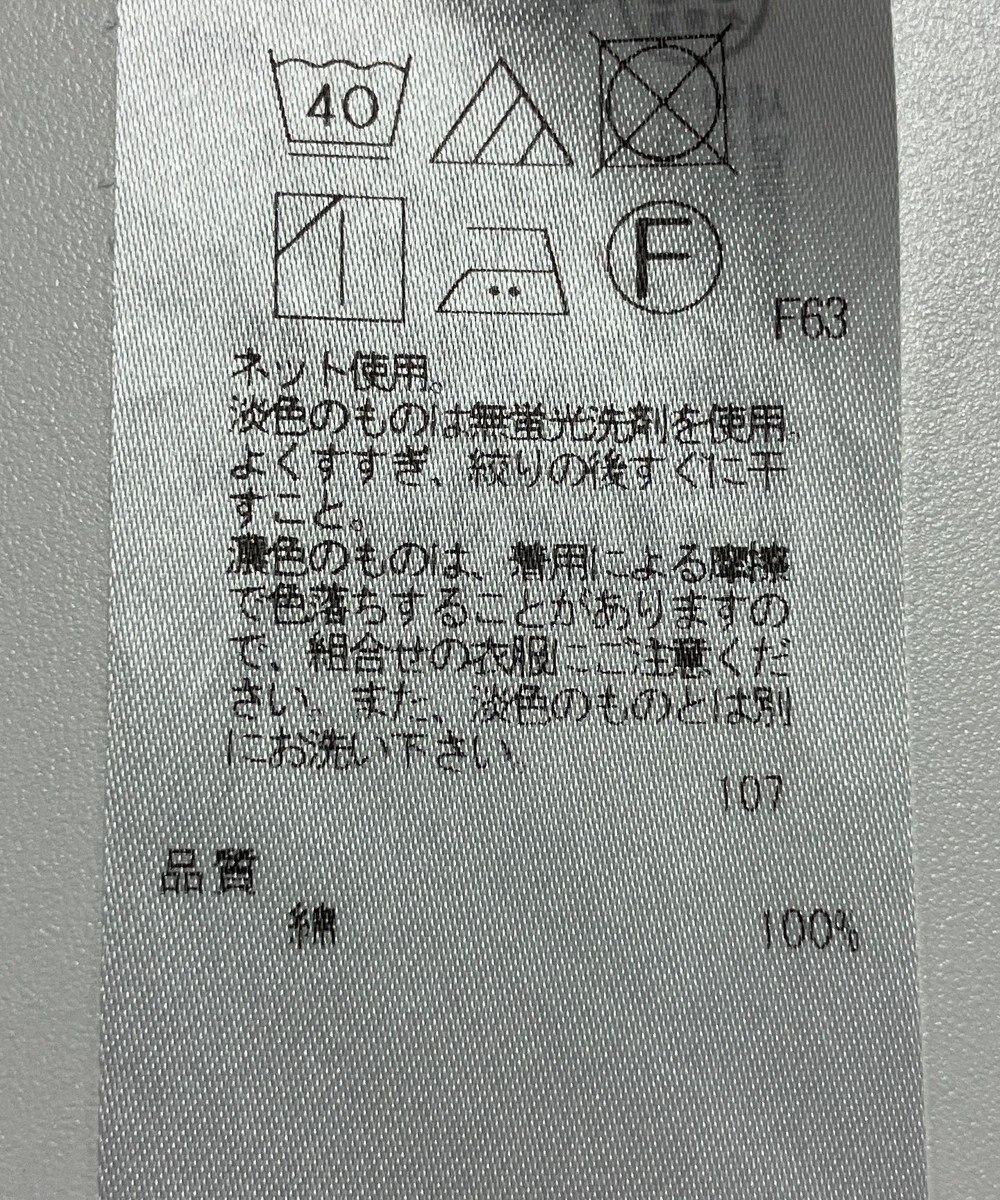 40
F
F63
ネット使用。
淡色のものは無蛍光洗剤を使用。
よくすすぎ、絞りの後すぐに干
すこと。
濃色のものは、着用による摩擦
で色落ちすることがありますの
で、組合せの衣服にご注意くだ
さい。また、淡色のものとは別
にお洗い下さい。
107
品質
綿 100%